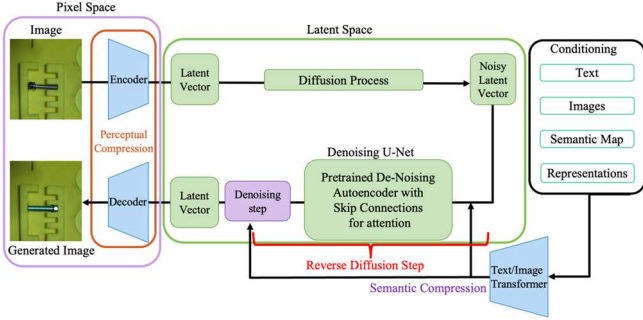 Pixel Space
Image
Encoder
Perceptual
Compression
Decoder
Generated Image
Latent Space
Latent
Vector
Diffusion Process
Noisy
Latent
Vector
Denoising U-Net
Latent
Vector
Denoising
step
Pretrained De-Noising
Autoencoder with
Skip Connections
for attention
Reverse Diffusion Step
Semantic Compression
Conditioning
Text
Images
Semantic Map
Representations
Text/Image
Transformer